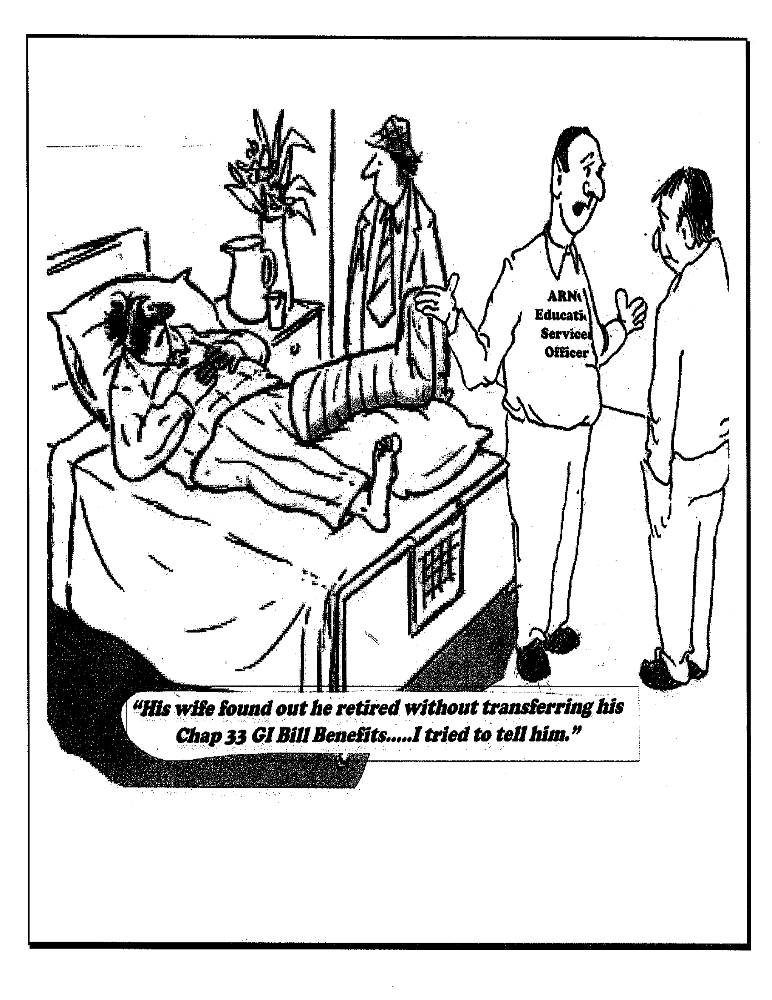 ARN
Educati
Services
Officer
“His wife found out he retired without transferring his
Chap 33 GI Bill Benefits.....I tried to tell him.”